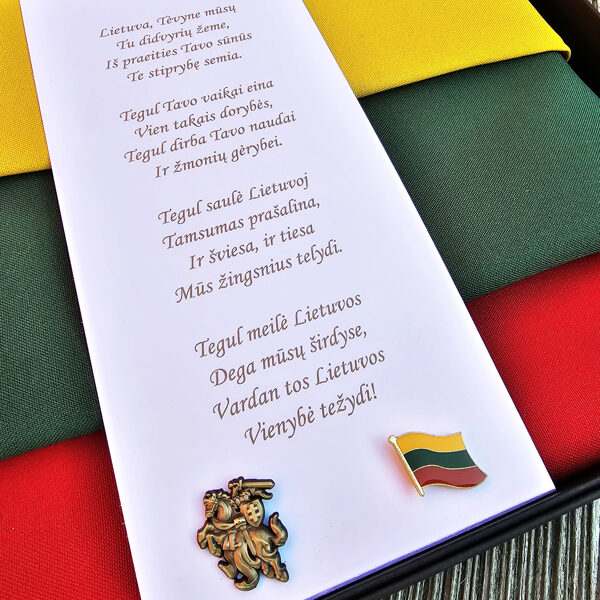 Lietuva, Tėvyne mūsų
Tu didvyrių žeme,
Iš praeities Tavo sūnūs
Te stiprybę semia.
Tegul Tavo vaikai eina
Vien takais dorybės,
Tegul dirba Tavo naudai
Ir žmonių gėrybei.
Tegul saulė Lietuvoj
Tamsumas prašalina,
Ir šviesa, ir tiesa
Mūs žingsnius telydi.
Tegul meilė Lietuvos
Dega mūsų širdyse,
Vardan tos Lietuvos
Vienybė težydi!